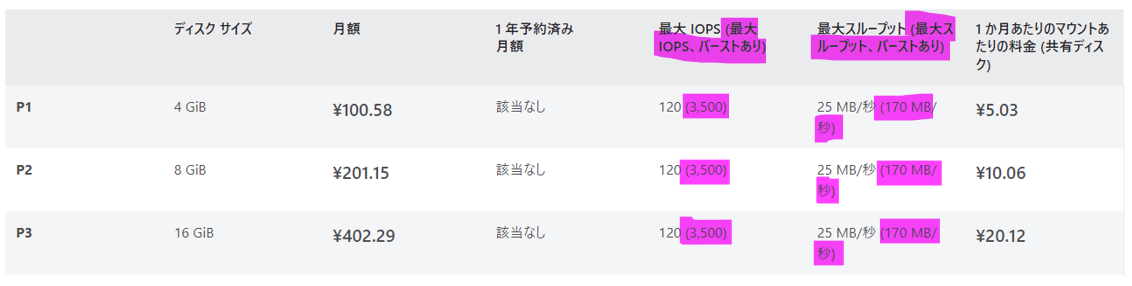 ディスク サイズ 月額 1 年予約済み 最大 IOPS (最大 最大スループット (最大ス 1 か月あたりのマウントあ
月額 IOPS、バーストあり) ループット、バーストあり) たりの料金 (共有ディス
ク)
P1 4 GiB ¥100.58 該当なし 120 (3,500) 25 MB/秒 (170 MB/ ¥5.03
秒)
P2 8 GiB ¥201.15 該当なし 120 (3,500) 25 MB/秒 (170 MB/ ¥10.06
秒)
P3 16 GiB ¥402.29 該当なし 120 (3,500) 25 MB/秒 (170 MB/ ¥20.12
秒)